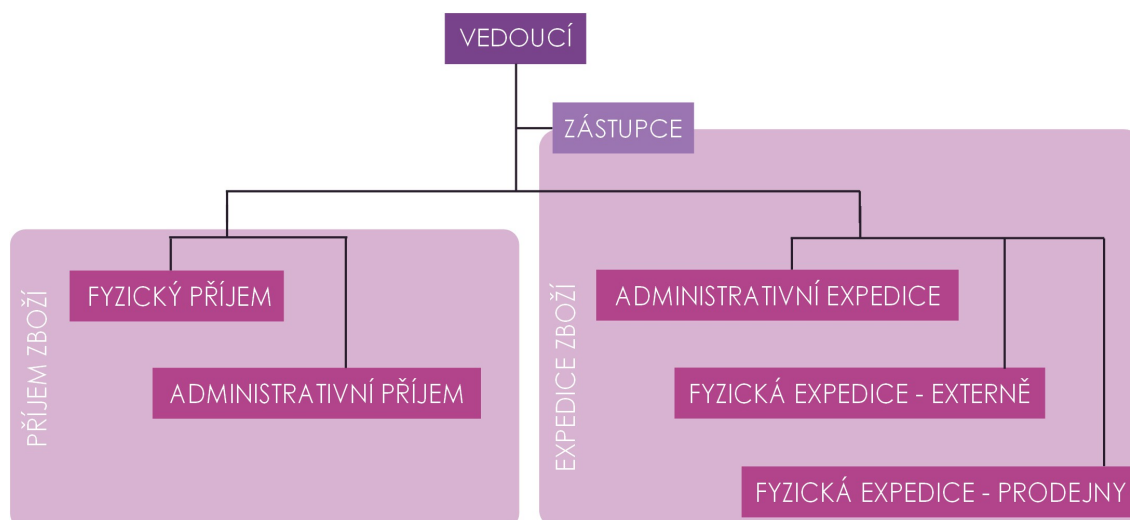 VEDOUCÍ
ZÁSTUPCE
PŘÍJEM ZBOŽÍ
FYZICKÝ PŘÍJEM
ADMINISTRATIVNÍ PŘÍJEM
EXPEDICE ZBOŽÍ
ADMINISTRATIVNÍ EXPEDICE
FYZICKÁ EXPEDICE - EXTERNĚ
FYZICKÁ EXPEDICE - PRODEJNY